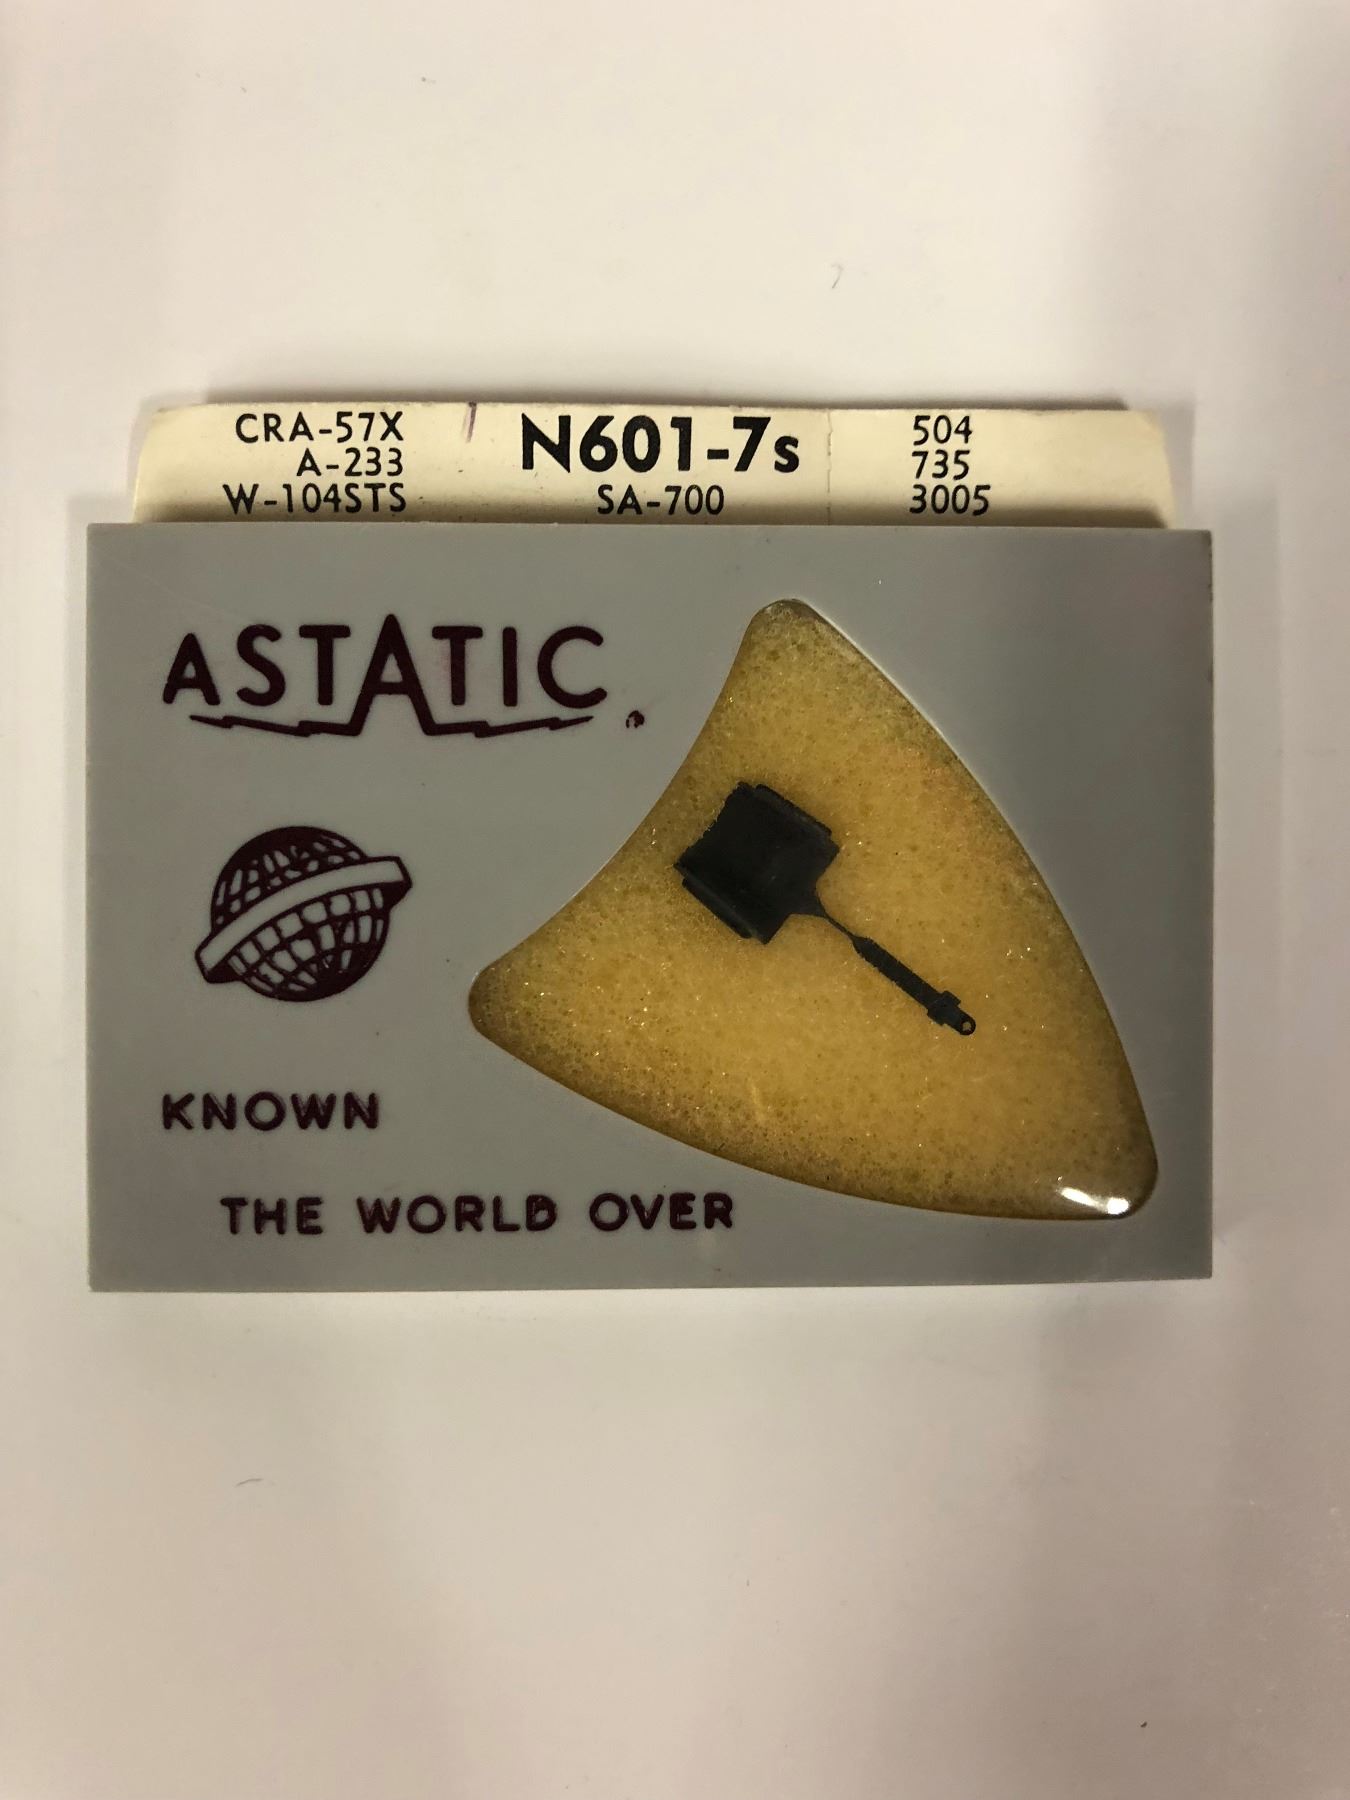 CRA-57X N601-7s 504
A-233 735
W-104STS SA-700 3005
ASTATIC
KNOWN
THE WORLD OVER